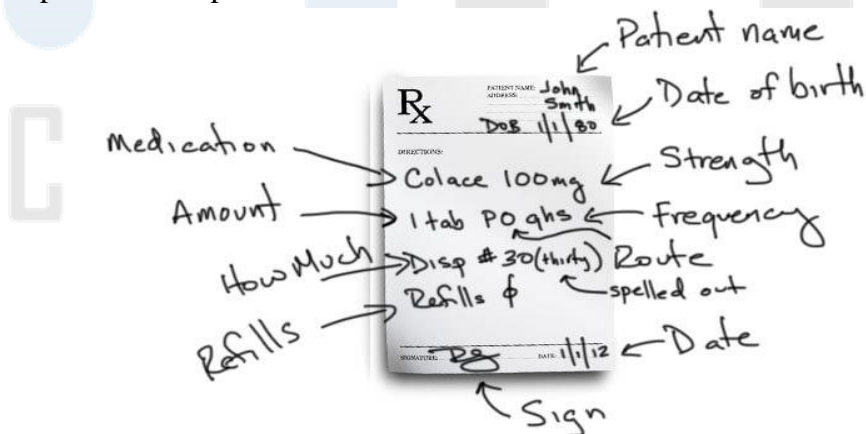 Patient name
Rx PATIENT NAME: John
ADDRESS: Smith
Date of birth
DOB 1/1/80
DIRECTIONS:
Medication
Colace 100mg
Strength
Amount
1 tab PO qhs
Frequency
How Much
Disp # 30 (thirty)
Route
spelled out
Refills
Refills ϕ
SIGNATURE: DATE: 1/1/12
Date
Sign